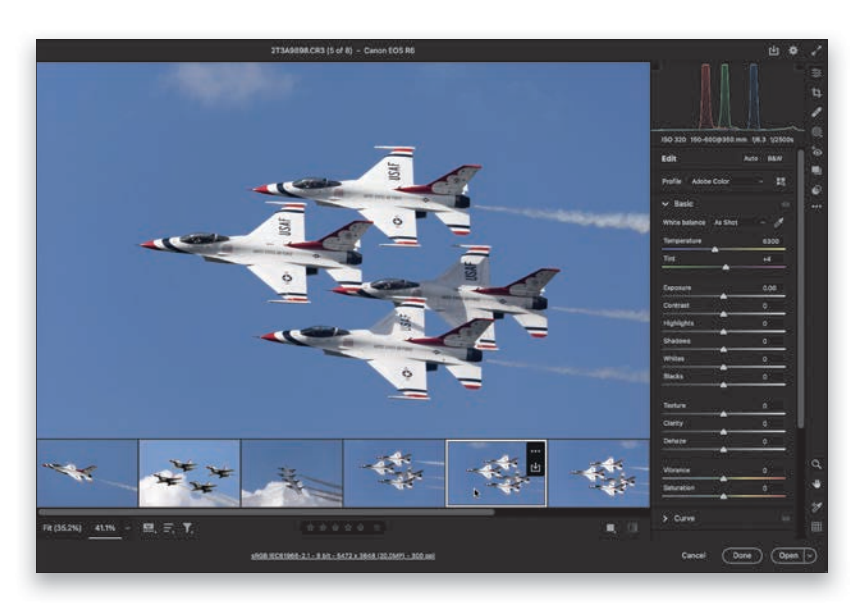 2T3A9898.CR3 (5 of 8) - Canon EOS R6
ISO 320 150-600@350 mm f/6.3 1/2500s
Edit Auto B&W
Profile Adobe Color
Basic
White balance As Shot
Temperature 6300
Tint +4
Exposure 0.00
Contrast 0
Highlights 0
Shadows 0
Whites 0
Blacks 0
Texture 0
Clarity 0
Dehaze 0
Vibrance 0
Saturation 0
Curve
USAF
USAF
USAF
USAF
Fit (35.2%) 41.1%
sRGB IEC61966-2.1 - 8 bit - 5472 x 3648 (20.0MP) - 300 ppi
Cancel Done Open